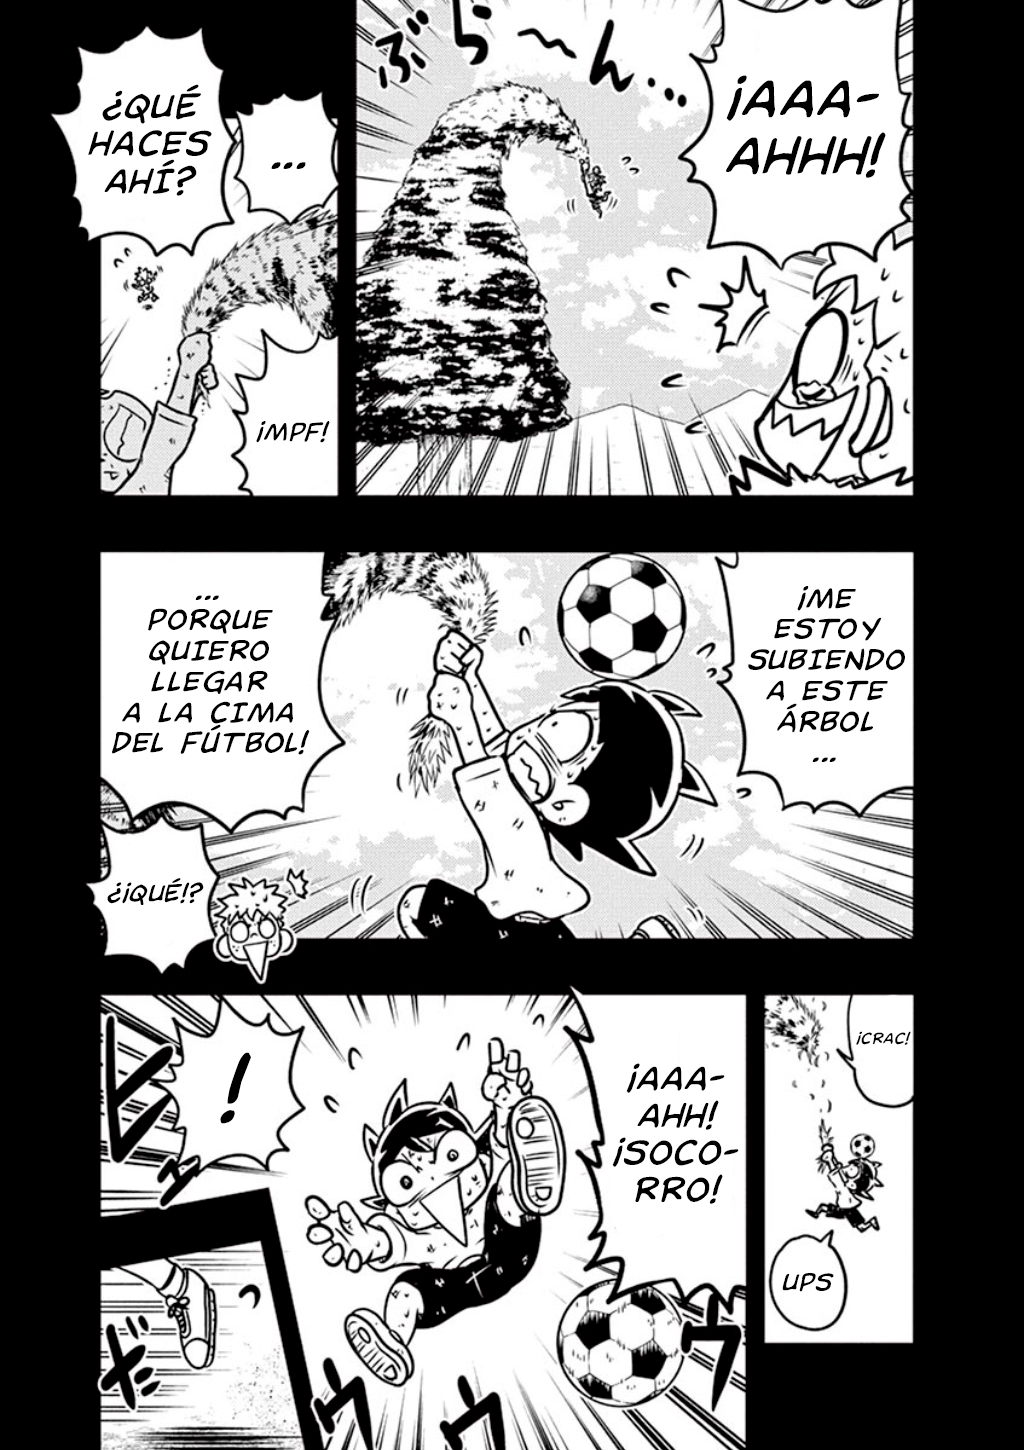 ぶら～ん…
¡AAA-
AHHH!
...
¿QUÉ
HACES
AHÍ?
¡MPF!
¡ME
ESTOY
SUBIENDO
A ESTE
ÁRBOL
...
...
PORQUE
QUIERO
LLEGAR
A LA CIMA
DEL FÚTBOL!
¿¡QUÉ!?
¡CRAC!
UPS
¡AAA-
AHH!
¡SOCO-
RRO!
!